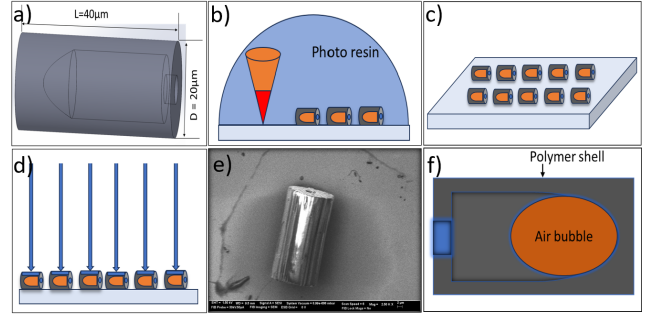 a)
L=40μm
D = 20μm
b)
Photo resin
c)
d)
e)
f)
Polymer shell
Air bubble